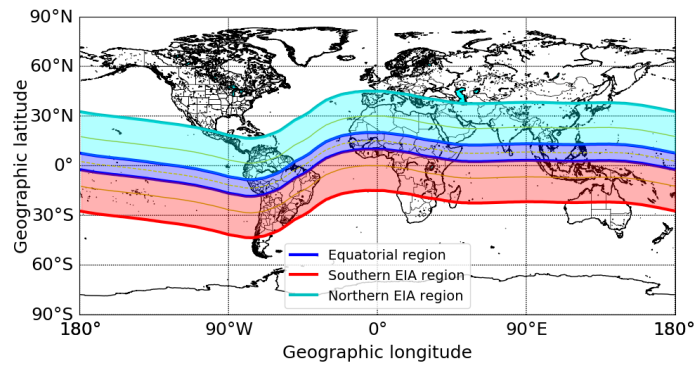 90°N
60°N
30°N
0°
30°S
60°S
90°S
Geographic latitude
Equatorial region
Southern EIA region
Northern EIA region
180° 90°W 0° 90°E 180°
Geographic longitude